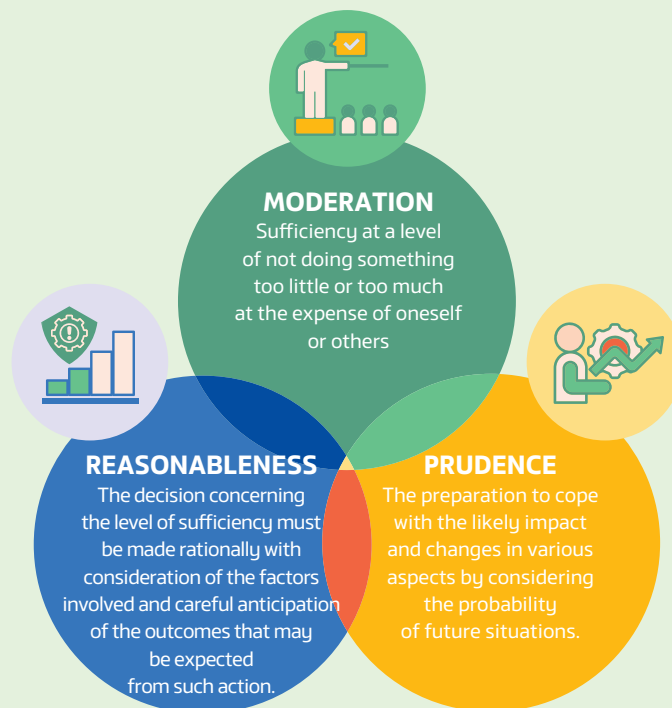 MODERATION
Sufficiency at a level
of not doing something
too little or too much
at the expense of oneself
or others
REASONABLENESS
The decision concerning
the level of sufficiency must
be made rationally with
consideration of the factors
involved and careful anticipation
of the outcomes that may
be expected
from such action.
PRUDENCE
The preparation to cope
with the likely impact
and changes in various
aspects by considering
the probability
of future situations.